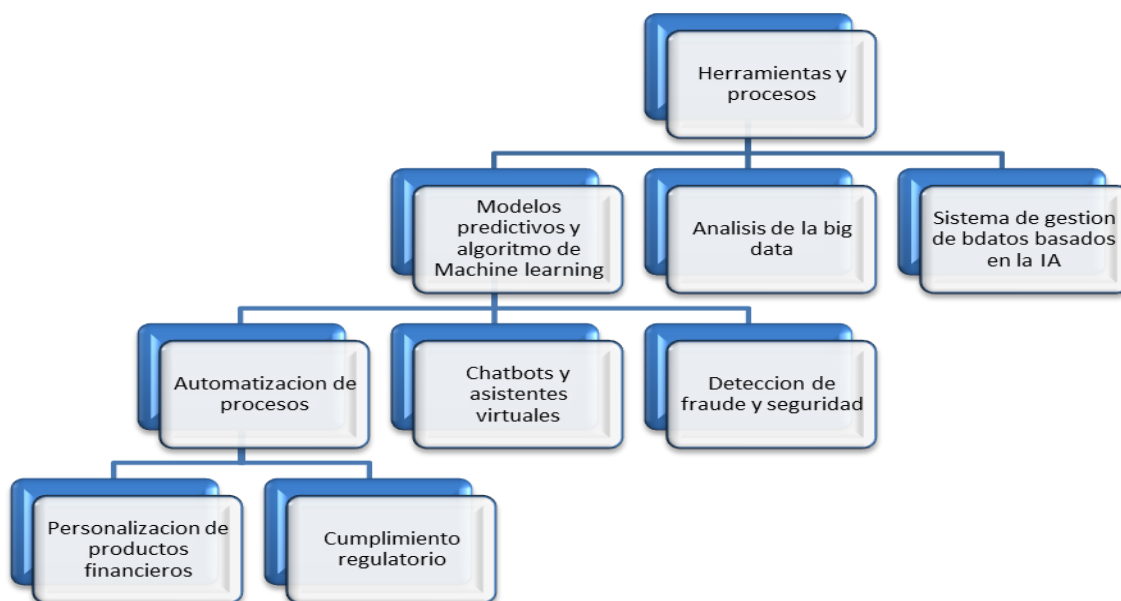 Herramientas y
procesos
Modelos
predictivos y
algoritmo de
Machine learning
Analisis de la big
data
Sistema de gestion
de bdatos basados
en la IA
Automatizacion de
procesos
Chatbots y
asistentes
virtuales
Deteccion de
fraude y seguridad
Personalizacion de
productos
financieros
Cumplimiento
regulatorio